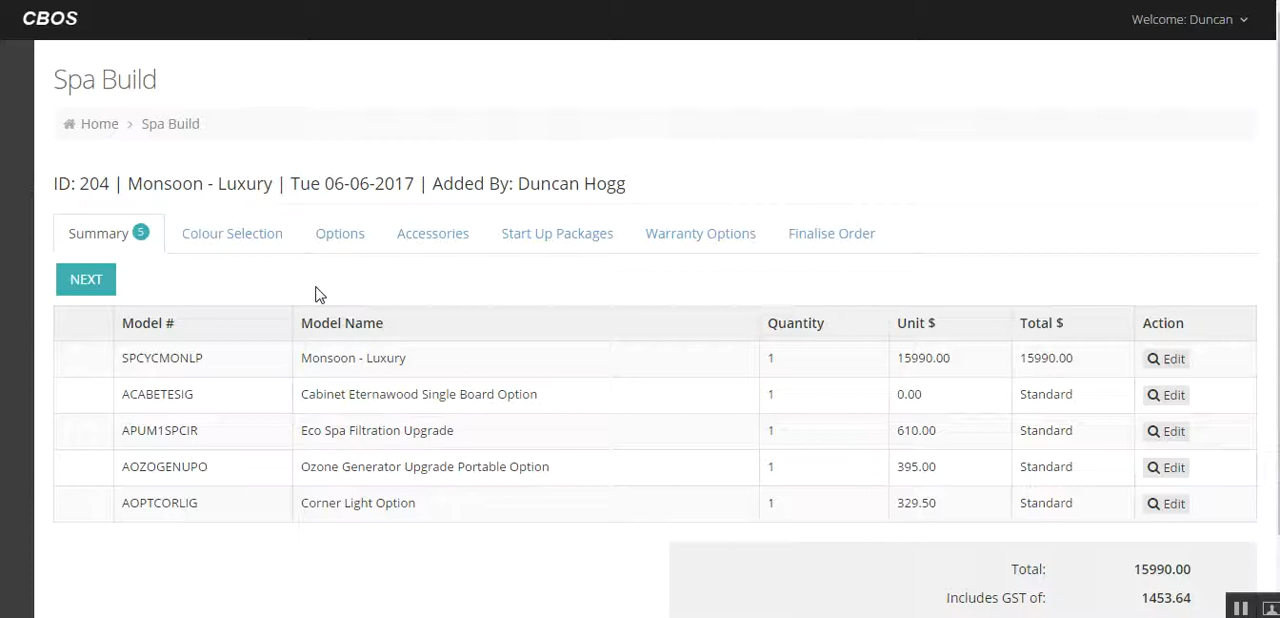 CBOS
Welcome: Duncan
Spa Build
Home > Spa Build
ID: 204 | Monsoon - Luxury | Tue 06-06-2017 | Added By: Duncan Hogg
Summary 5 Colour Selection Options Accessories Start Up Packages Warranty Options Finalise Order
NEXT
Model # Model Name Quantity Unit $ Total $ Action
SPCYCMONLP Monsoon - Luxury 1 15990.00 15990.00 Edit
ACABETESIG Cabinet Eternawood Single Board Option 1 0.00 Standard Edit
APUM1SPCIR Eco Spa Filtration Upgrade 1 610.00 Standard Edit
AOZOGENUPO Ozone Generator Upgrade Portable Option 1 395.00 Standard Edit
AOPTCORLIG Corner Light Option 1 329.50 Standard Edit
Total: 15990.00
Includes GST of: 1453.64